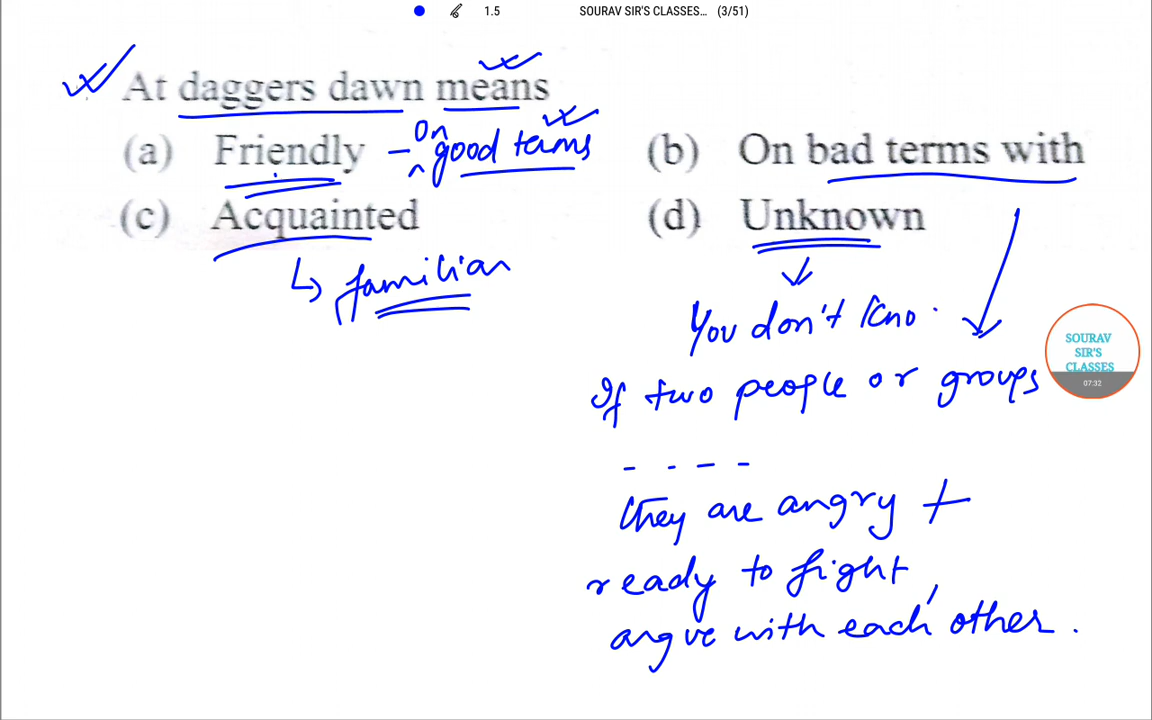 1.5 SOURAV SIR'S CLASSES... (3/51)
At daggers dawn means
(a) Friendly - On good terms (b) On bad terms with
(c) Acquainted (d) Unknown
familiar
You don't kno.
SOURAV
SIR'S
CLASSES
07:32
If two people or groups
- - - -
they are angry +
ready to fight,
argue with each other.